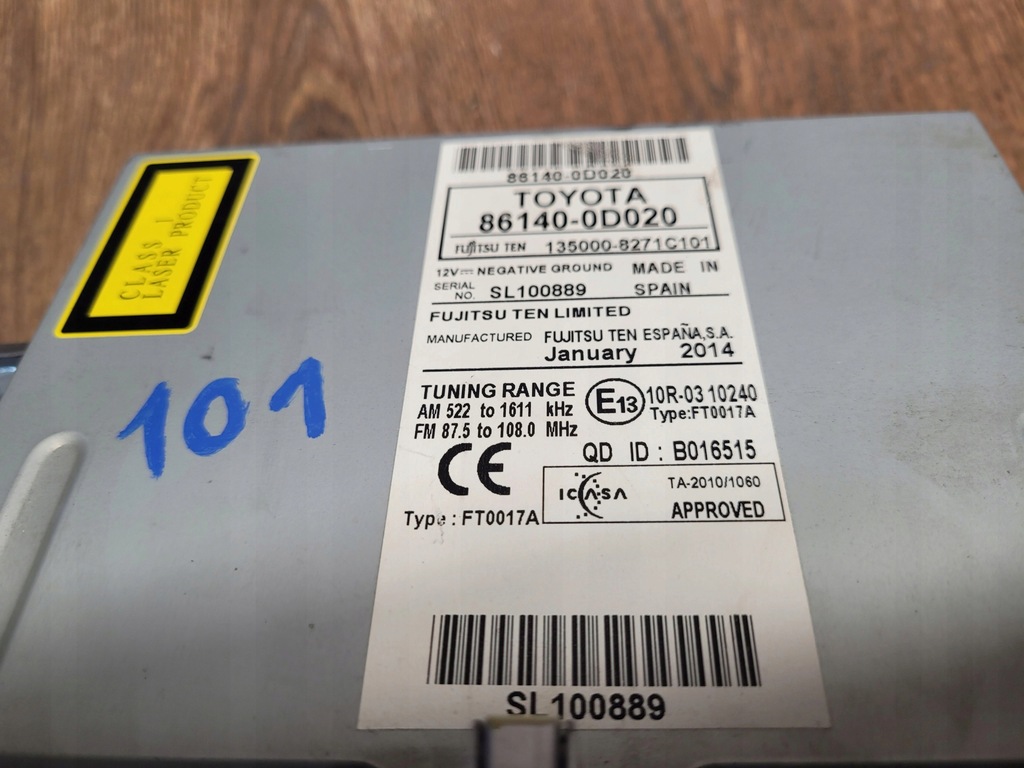 CLASS 1
LASER PRODUCT
101
86140-0D020
TOYOTA
86140-0D020
FUJITSU TEN 135000-8271C101
12V NEGATIVE GROUND MADE IN
SERIAL NO. SL100889 SPAIN
FUJITSU TEN LIMITED
MANUFACTURED FUJITSU TEN ESPAÑA,S.A.
January 2014
TUNING RANGE
AM 522 to 1611 kHz
FM 87.5 to 108.0 MHz
E13 10R-03 10240
Type:FT0017A
QD ID : B016515
CE
Type : FT0017A
ICASA TA-2010/1060
APPROVED
SL100889